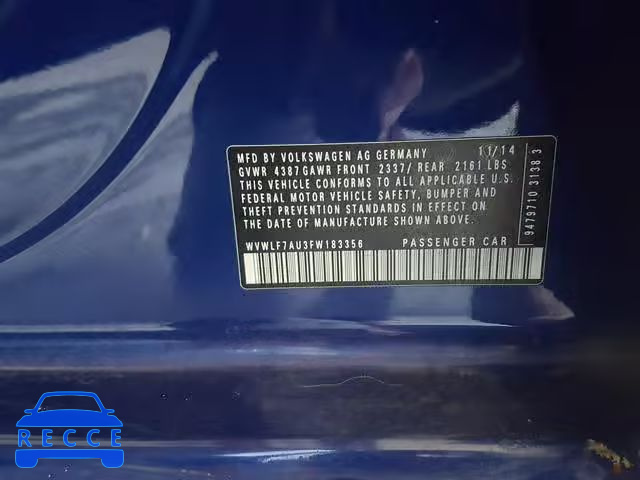 MFD BY VOLKSWAGEN AG GERMANY 11/14
GVWR 4387 GAWR FRONT 2337/ REAR 2161 LBS
THIS VEHICLE CONFORMS TO ALL APPLICABLE U.S.
FEDERAL MOTOR VEHICLE SAFETY, BUMPER AND
THEFT PREVENTION STANDARDS IN EFFECT ON
THE DATE OF MANUFACTURE SHOWN ABOVE.
WVWLF7AU3FW183356 PASSENGER CAR
9479710 3138 3
RECCE